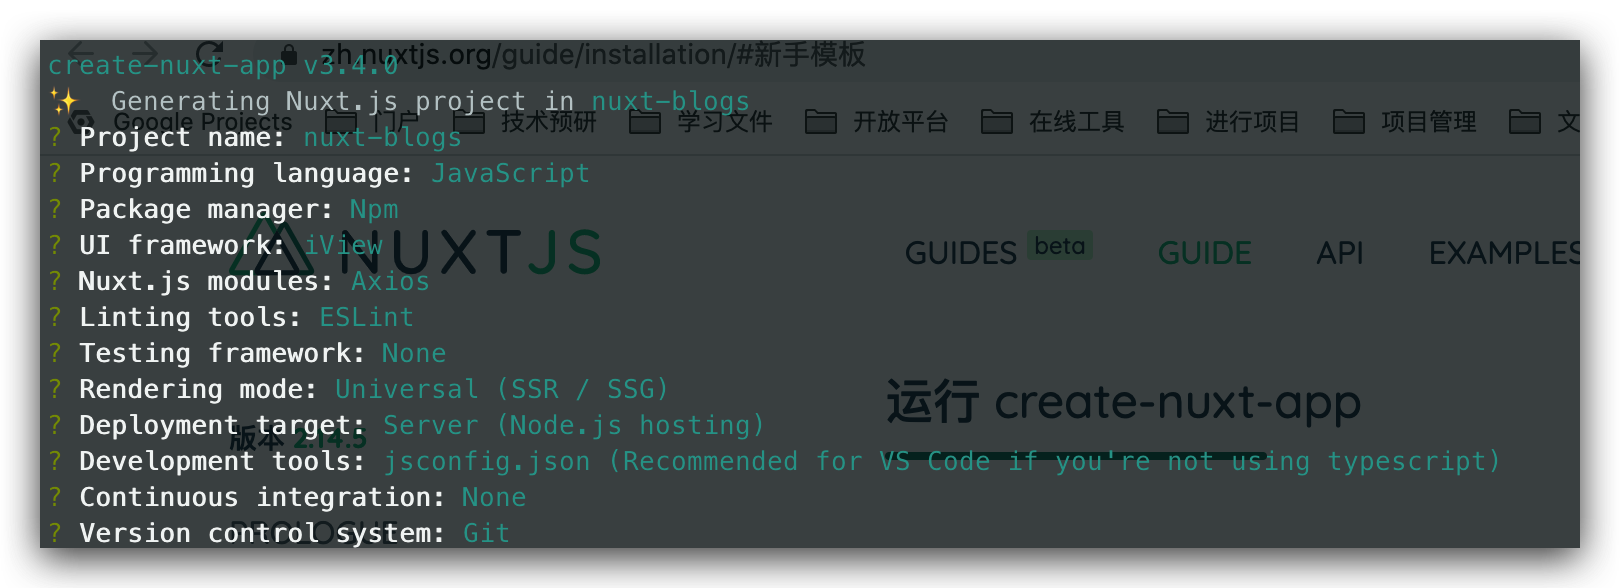 zh.nuxtjs.org/guide/installation/#新手模板
create-nuxt-app v3.4.0
✨ Generating Nuxt.js project in nuxt-blogs
Google Projects 门户 技术预研 学习文件 开放平台 在线工具 进行项目 项目管理 文
? Project name: nuxt-blogs
? Programming language: JavaScript
? Package manager: Npm
? UI framework: iView
NUXTJS GUIDES beta GUIDE API EXAMPLES
? Nuxt.js modules: Axios
? Linting tools: ESLint
? Testing framework: None
? Rendering mode: Universal (SSR / SSG)
运行 create-nuxt-app
? Deployment target: Server (Node.js hosting)
版本 2.14.5
? Development tools: jsconfig.json (Recommended for VS Code if you're not using typescript)
? Continuous integration: None
? Version control system: Git
PROLOGUE